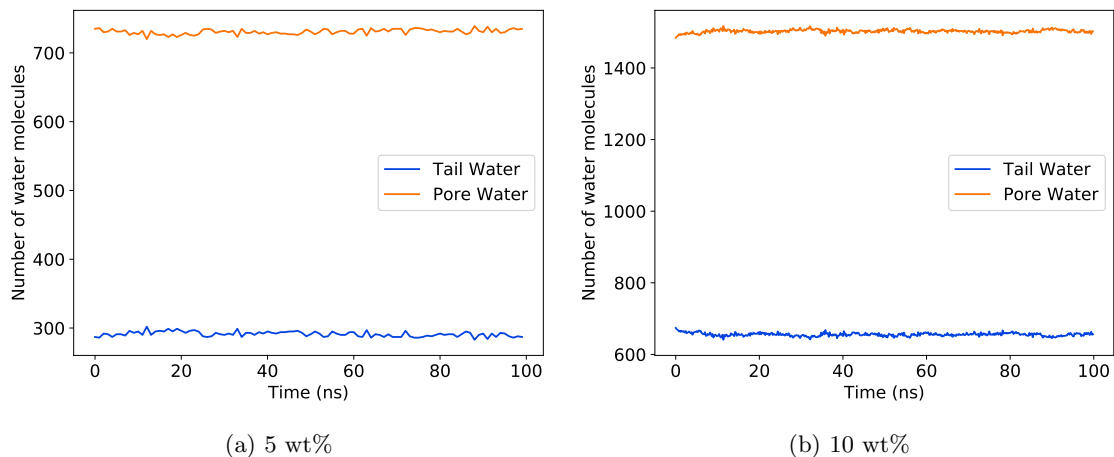 Number of water molecules
700
600
500
400
300
0
20
40
60
80
100
Time (ns)
Tail Water
Pore Water
(a) 5 wt%
Number of water molecules
1400
1200
1000
800
600
0
20
40
60
80
100
Time (ns)
Tail Water
Pore Water
(b) 10 wt%